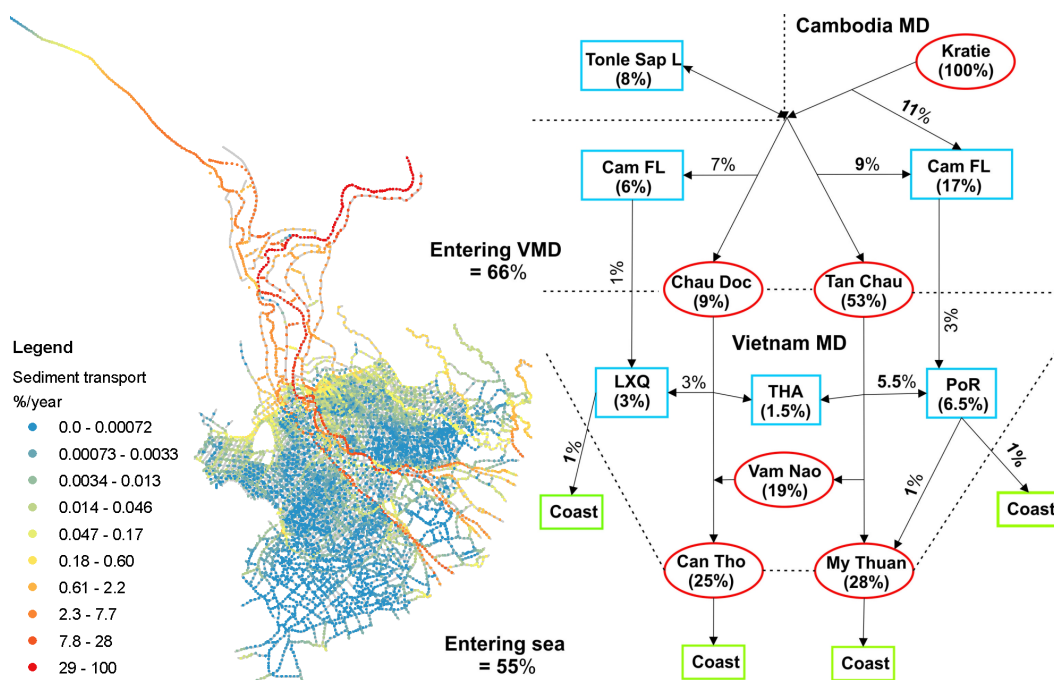 Cambodia MD
Tonle Sap L
(8%)
Kratie
(100%)
11%
Cam FL
(6%)
7%
9%
Cam FL
(17%)
Entering VMD
= 66%
1%
Chau Doc
(9%)
Tan Chau
(53%)
3%
Vietnam MD
LXQ
(3%)
3%
THA
(1.5%)
5.5%
PoR
(6.5%)
1%
Vam Nao
(19%)
1%
1%
Coast
Coast
Can Tho
(25%)
My Thuan
(28%)
Entering sea
= 55%
Coast
Coast
Legend
Sediment transport
%/year
0.0 - 0.00072
0.00073 - 0.0033
0.0034 - 0.013
0.014 - 0.046
0.047 - 0.17
0.18 - 0.60
0.61 - 2.2
2.3 - 7.7
7.8 - 28
29 - 100